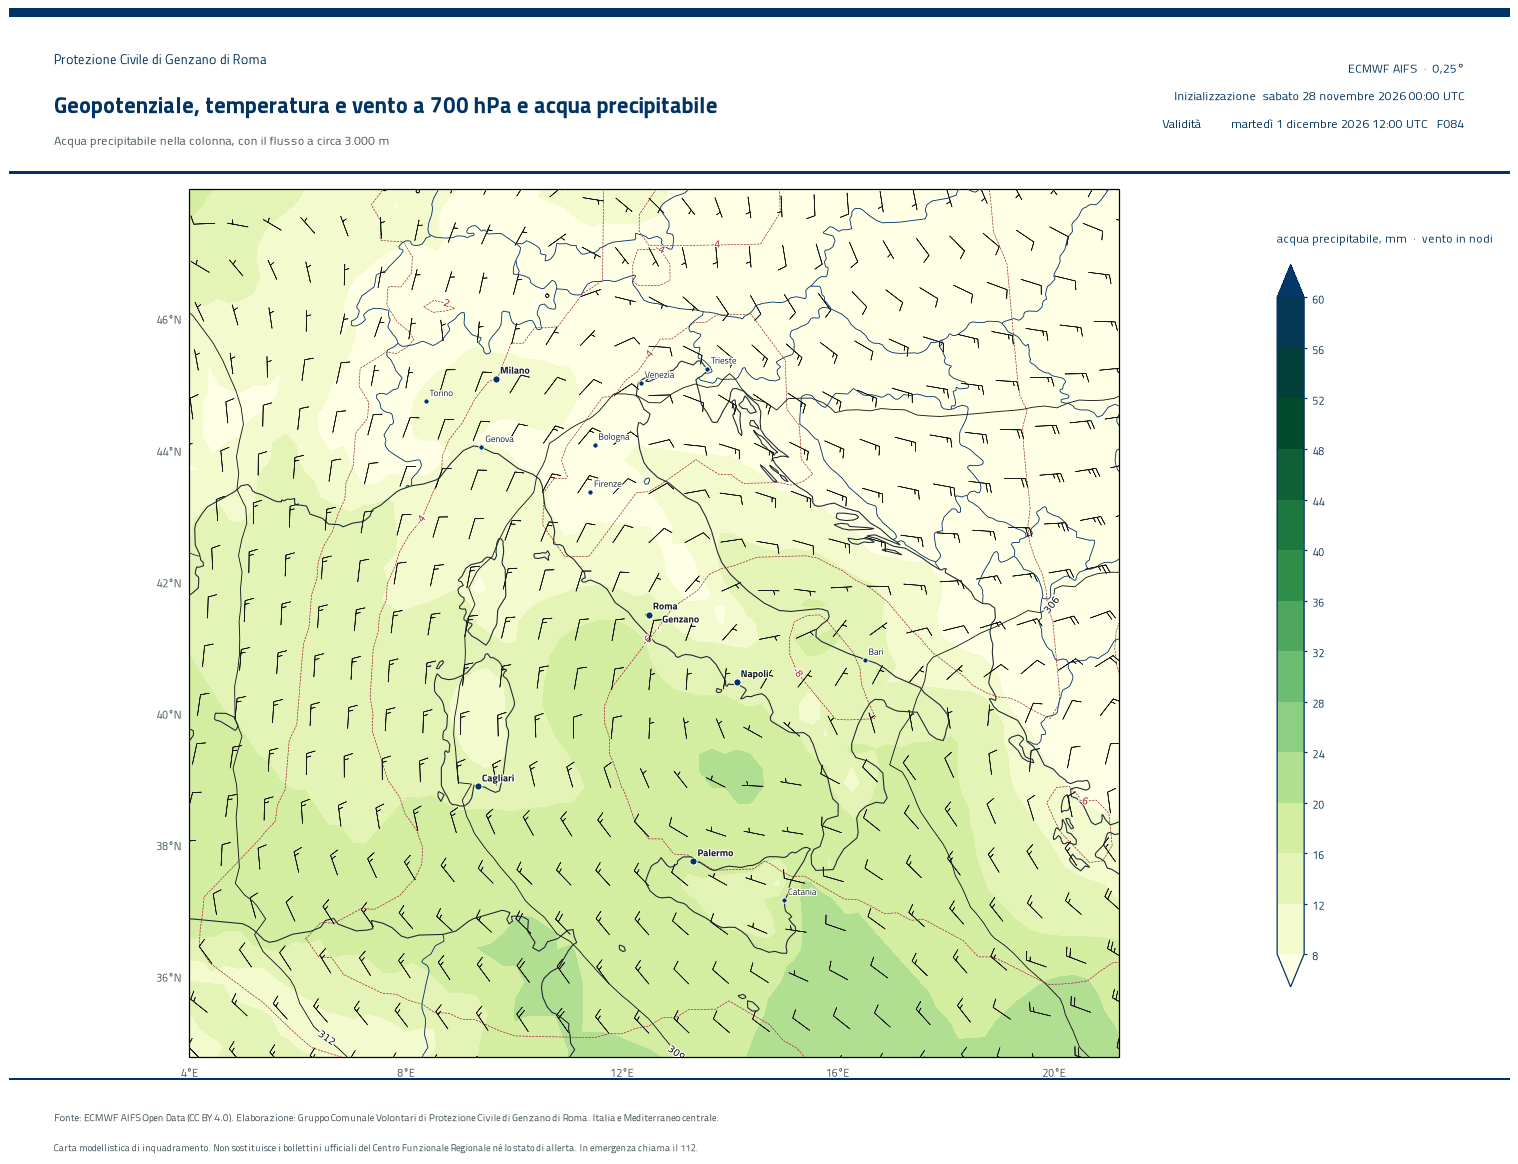 Protezione Civile di Genzano di Roma
Geopotenziale, temperatura e vento a 700 hPa e acqua precipitabile
Acqua precipitabile nella colonna, con il flusso a circa 3.000 m
ECMWF AIFS · 0,25°
Inizializzazione sabato 28 novembre 2026 00:00 UTC
Validità martedì 1 dicembre 2026 12:00 UTC F084
acqua precipitabile, mm · vento in nodi
60
56
52
48
44
40
36
32
28
24
20
16
12
8
46°N
44°N
42°N
40°N
38°N
36°N
4°E
8°E
12°E
16°E
20°E
Milano
Torino
Genova
Venezia
Trieste
Bologna
Firenze
Roma
Genzano
Napoli
Bari
Cagliari
Palermo
Catania
306
309
312
Fonte: ECMWF AIFS Open Data (CC BY 4.0). Elaborazione: Gruppo Comunale Volontari di Protezione Civile di Genzano di Roma. Italia e Mediterraneo centrale.
Carta modellistica di inquadramento. Non sostituisce i bollettini ufficiali del Centro Funzionale Regionale né lo stato di allerta. In emergenza chiama il 112.